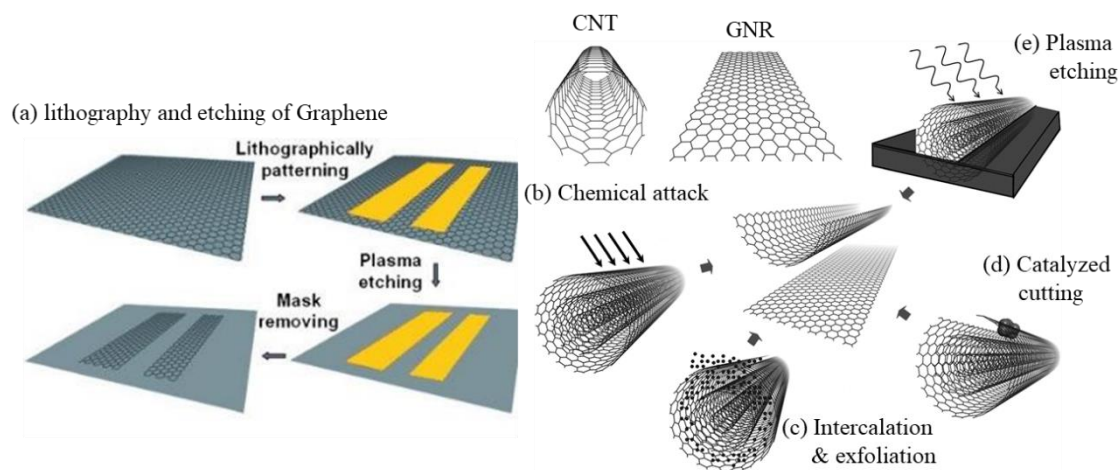 CNT
GNR
(e) Plasma
etching
(a) lithography and etching of Graphene
Lithographically
patterning
(b) Chemical attack
Plasma
etching
Mask
removing
(d) Catalyzed
cutting
(c) Intercalation
& exfoliation